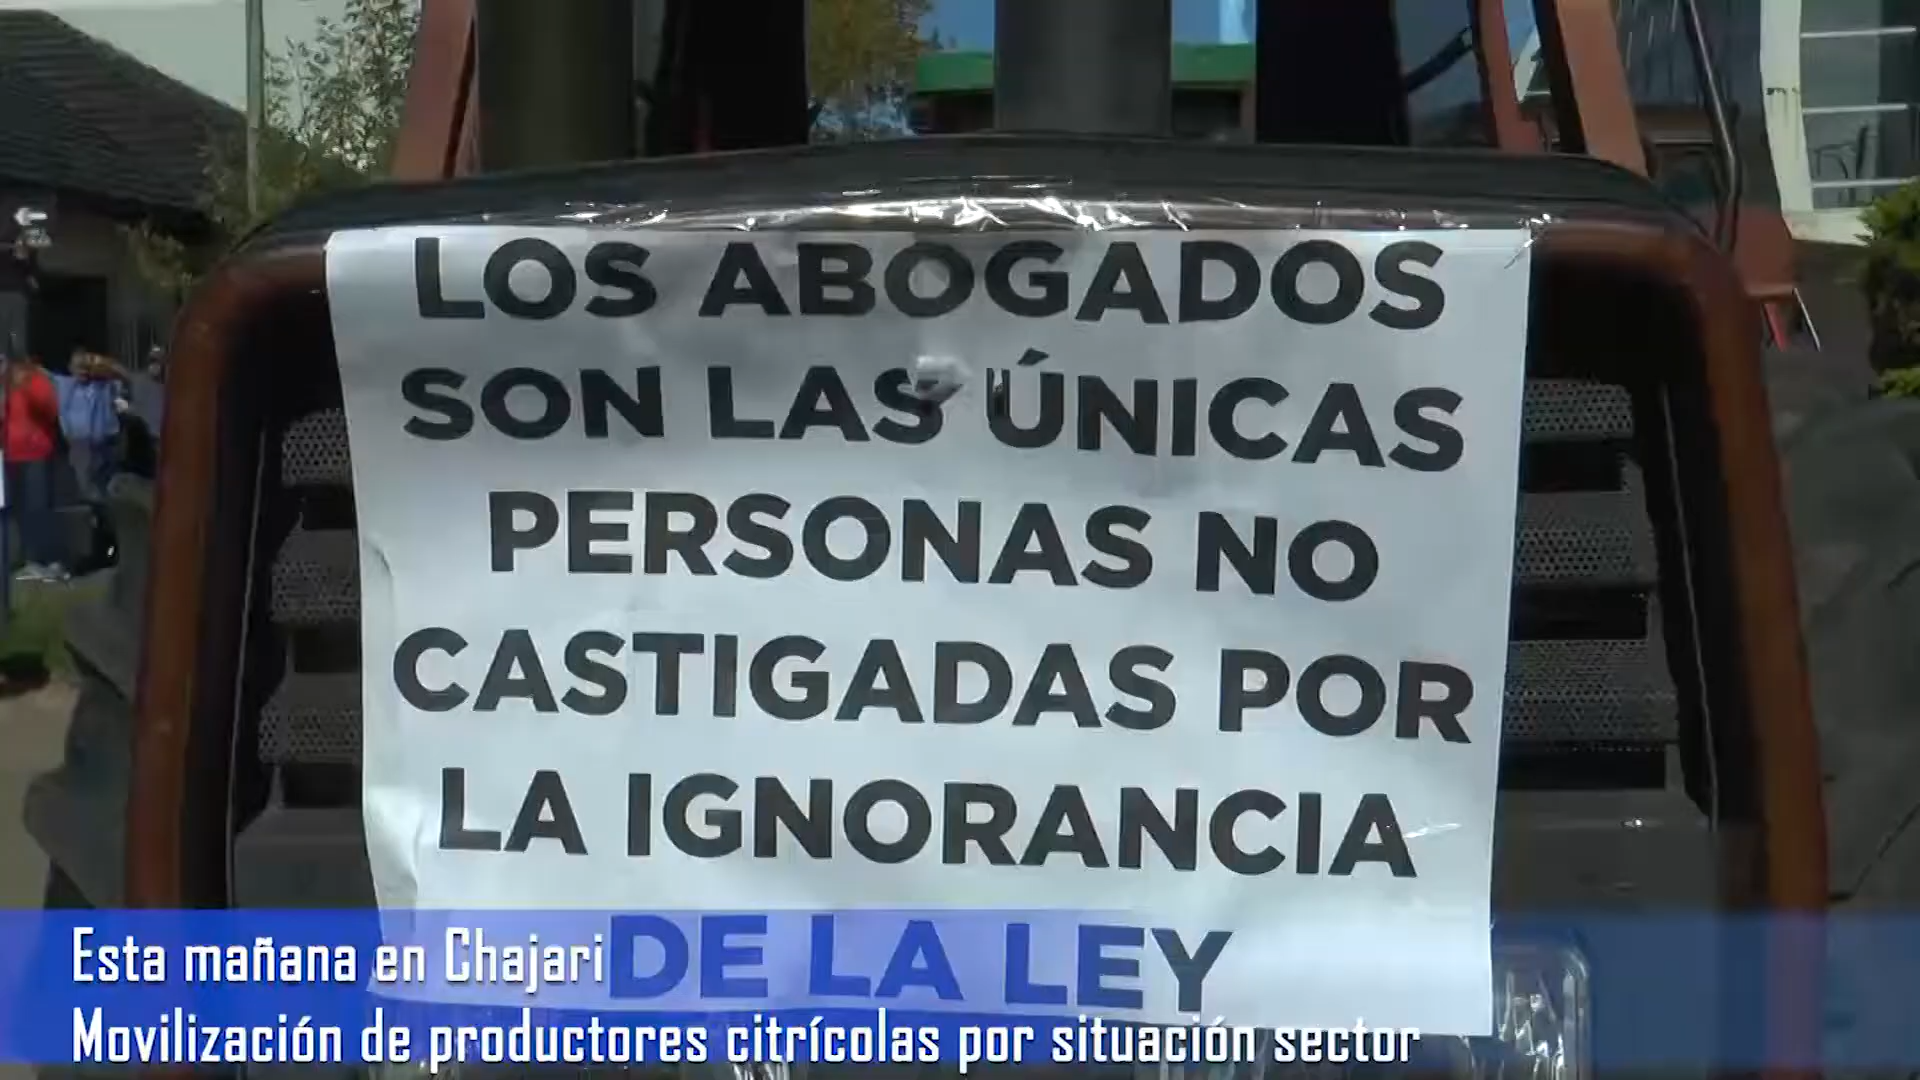 LOS ABOGADOS
SON LAS ÚNICAS
PERSONAS NO
CASTIGADAS POR
LA IGNORANCIA
DE LA LEY
Esta mañana en Chajari
Movilización de productores citrícolas por situación sector